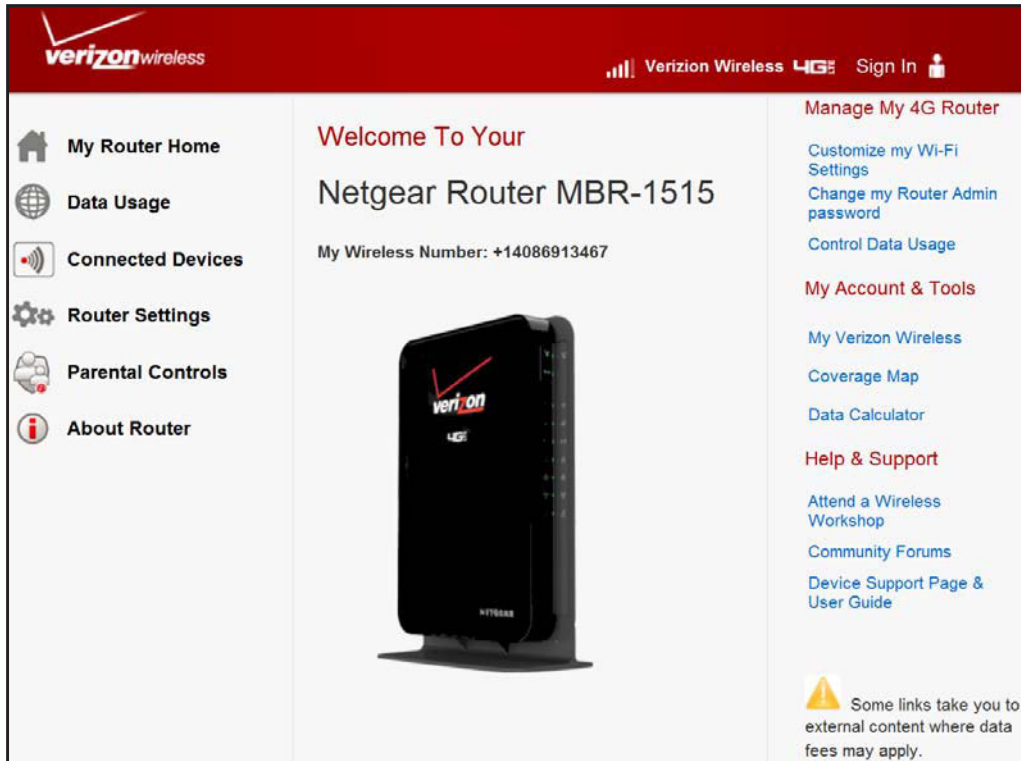 verizonwireless
Verizion Wireless 4G LTE Sign In
My Router Home
Data Usage
Connected Devices
Router Settings
Parental Controls
About Router
Welcome To Your
Netgear Router MBR-1515
My Wireless Number: +14086913467
verizon
4G LTE
NETGEAR
Manage My 4G Router
Customize my Wi-Fi
Settings
Change my Router Admin
password
Control Data Usage
My Account & Tools
My Verizon Wireless
Coverage Map
Data Calculator
Help & Support
Attend a Wireless
Workshop
Community Forums
Device Support Page &
User Guide
Some links take you to
external content where data
fees may apply.